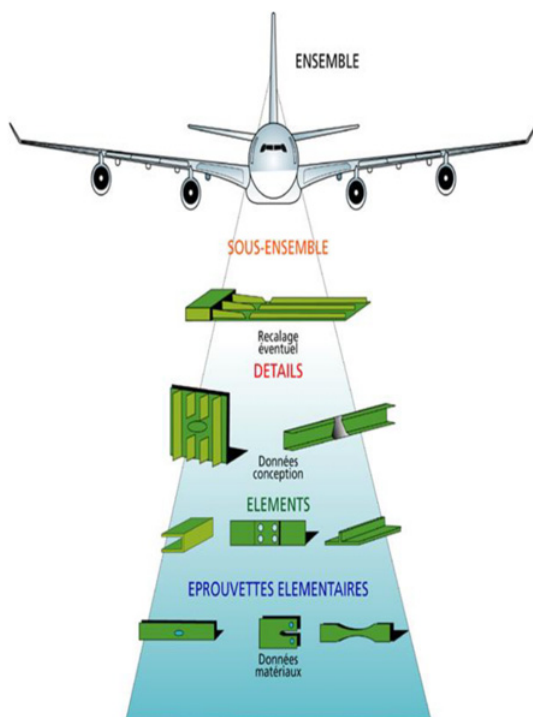 ENSEMBLE
SOUS-ENSEMBLE
Recalage
éventuel
DETAILS
Données
conception
ELEMENTS
EPROUVETTES ELEMENTAIRES
Données
matériaux